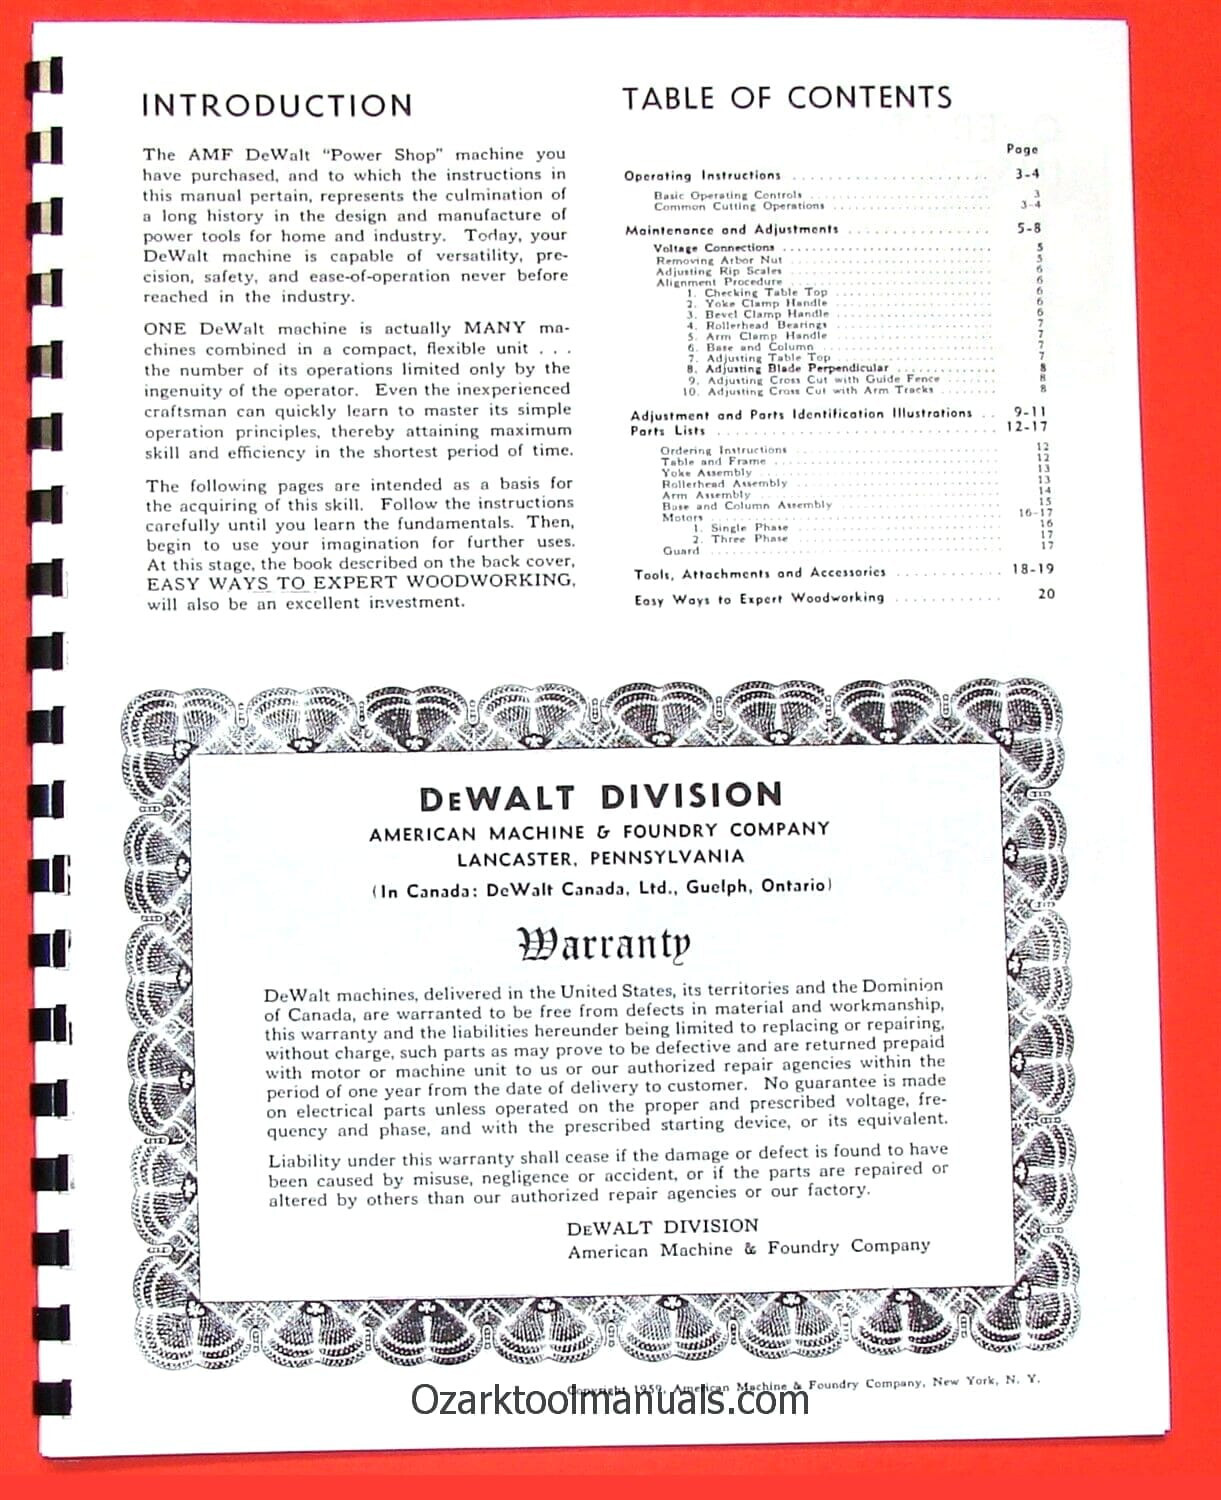 INTRODUCTION
The AMF DeWalt "Power Shop" machine you
have purchased, and to which the instructions in
this manual pertain, represents the culmination of
a long history in the design and manufacture of
power tools for home and industry. Today, your
DeWalt machine is capable of versatility, pre-
cision, safety, and ease-of-operation never before
reached in the industry.
ONE DeWalt machine is actually MANY ma-
chines combined in a compact, flexible unit . . .
the number of its operations limited only by the
ingenuity of the operator. Even the inexperienced
craftsman can quickly learn to master its simple
operation principles, thereby attaining maximum
skill and efficiency in the shortest period of time.
The following pages are intended as a basis for
the acquiring of this skill. Follow the instructions
carefully until you learn the fundamentals. Then,
begin to use your imagination for further uses.
At this stage, the book described on the back cover,
EASY WAYS TO EXPERT WOODWORKING,
will also be an excellent investment.
TABLE OF CONTENTS
Page
Operating Instructions 3-4
Basic Operating Controls 3
Common Cutting Operations 3-4
Maintenance and Adjustments 5-8
Voltage Connections 5
Removing Arbor Nut 5
Adjusting Rip Scales 6
Alignment Procedure 6
1. Checking Table Top 6
2. Yoke Clamp Handle 6
3. Bevel Clamp Handle 6
4. Rollerhead Bearings 7
5. Arm Clamp Handle 7
6. Base and Column 7
7. Adjusting Table Top 7
8. Adjusting Blade Perpendicular 8
9. Adjusting Cross Cut with Guide Fence 8
10. Adjusting Cross Cut with Arm Tracks 8
Adjustment and Parts Identification Illustrations 9-11
Parts Lists 12-17
Ordering Instructions 12
Table and Frame 12
Yoke Assembly 13
Rollerhead Assembly 13
Arm Assembly 14
Base and Column Assembly 15
Motors 16-17
1. Single Phase 16
2. Three Phase 17
Guard 17
Tools, Attachments and Accessories 18-19
Easy Ways to Expert Woodworking 20
DEWALT DIVISION
AMERICAN MACHINE & FOUNDRY COMPANY
LANCASTER, PENNSYLVANIA
(In Canada: DeWalt Canada, Ltd., Guelph, Ontario)
Warranty
DeWalt machines, delivered in the United States, its territories and the Dominion
of Canada, are warranted to be free from defects in material and workmanship,
this warranty and the liabilities hereunder being limited to replacing or repairing,
without charge, such parts as may prove to be defective and are returned prepaid
with motor or machine unit to us or our authorized repair agencies within the
period of one year from the date of delivery to customer. No guarantee is made
on electrical parts unless operated on the proper and prescribed voltage, fre-
quency and phase, and with the prescribed starting device, or its equivalent.
Liability under this warranty shall cease if the damage or defect is found to have
been caused by misuse, negligence or accident, or if the parts are repaired or
altered by others than our authorized repair agencies or our factory.
DEWALT DIVISION
American Machine & Foundry Company
Copyright 1959, American Machine & Foundry Company, New York, N. Y.
Ozarktoolmanuals.com